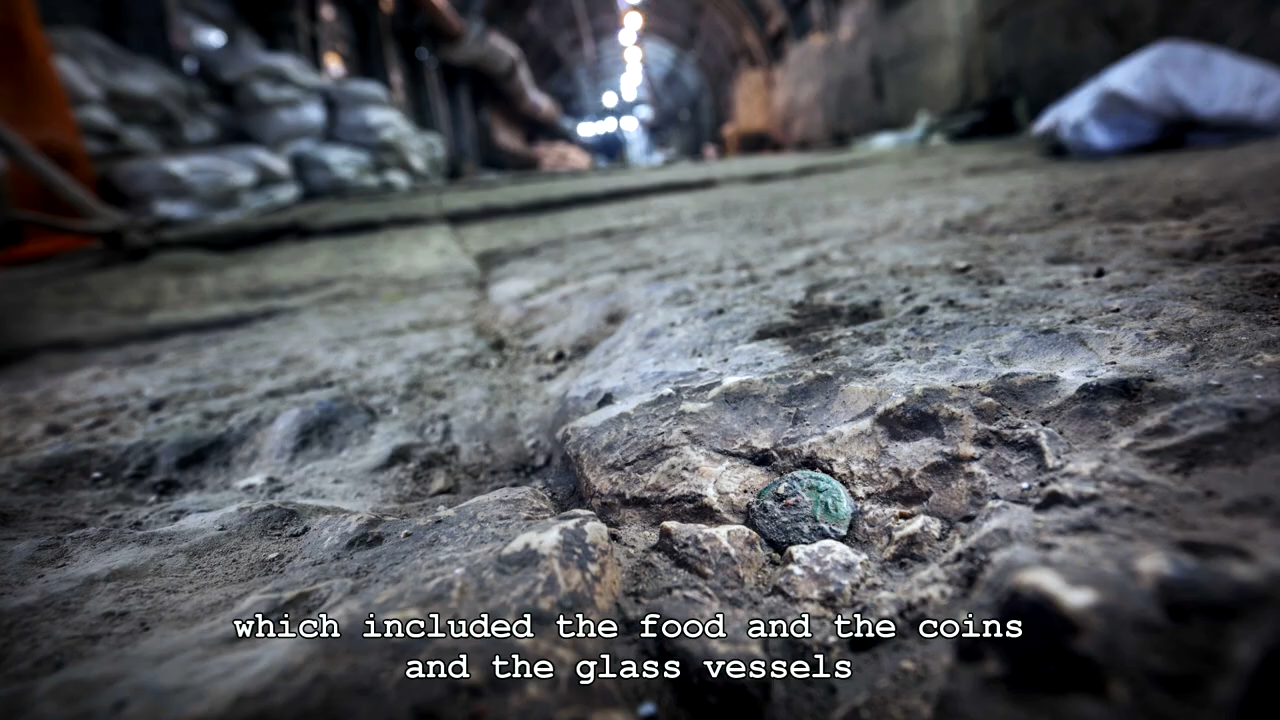 which included the food and the coins
and the glass vessels